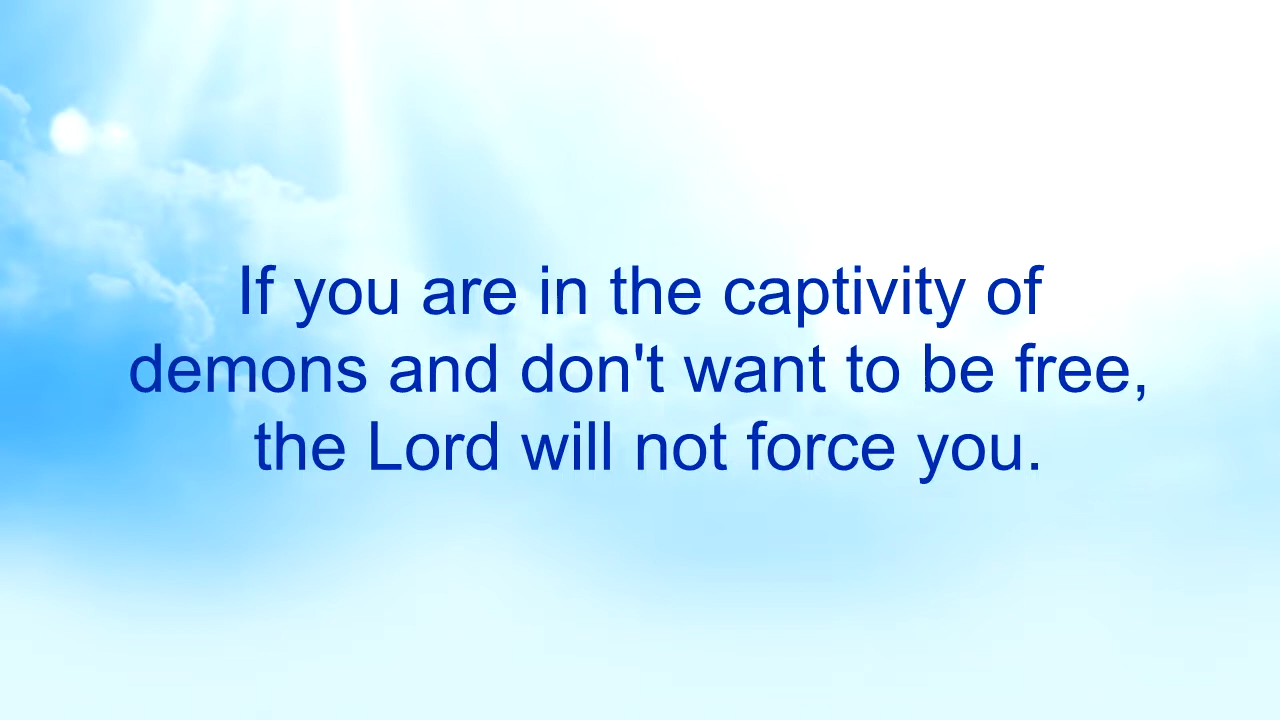 If you are in the captivity of
demons and don't want to be free,
the Lord will not force you.